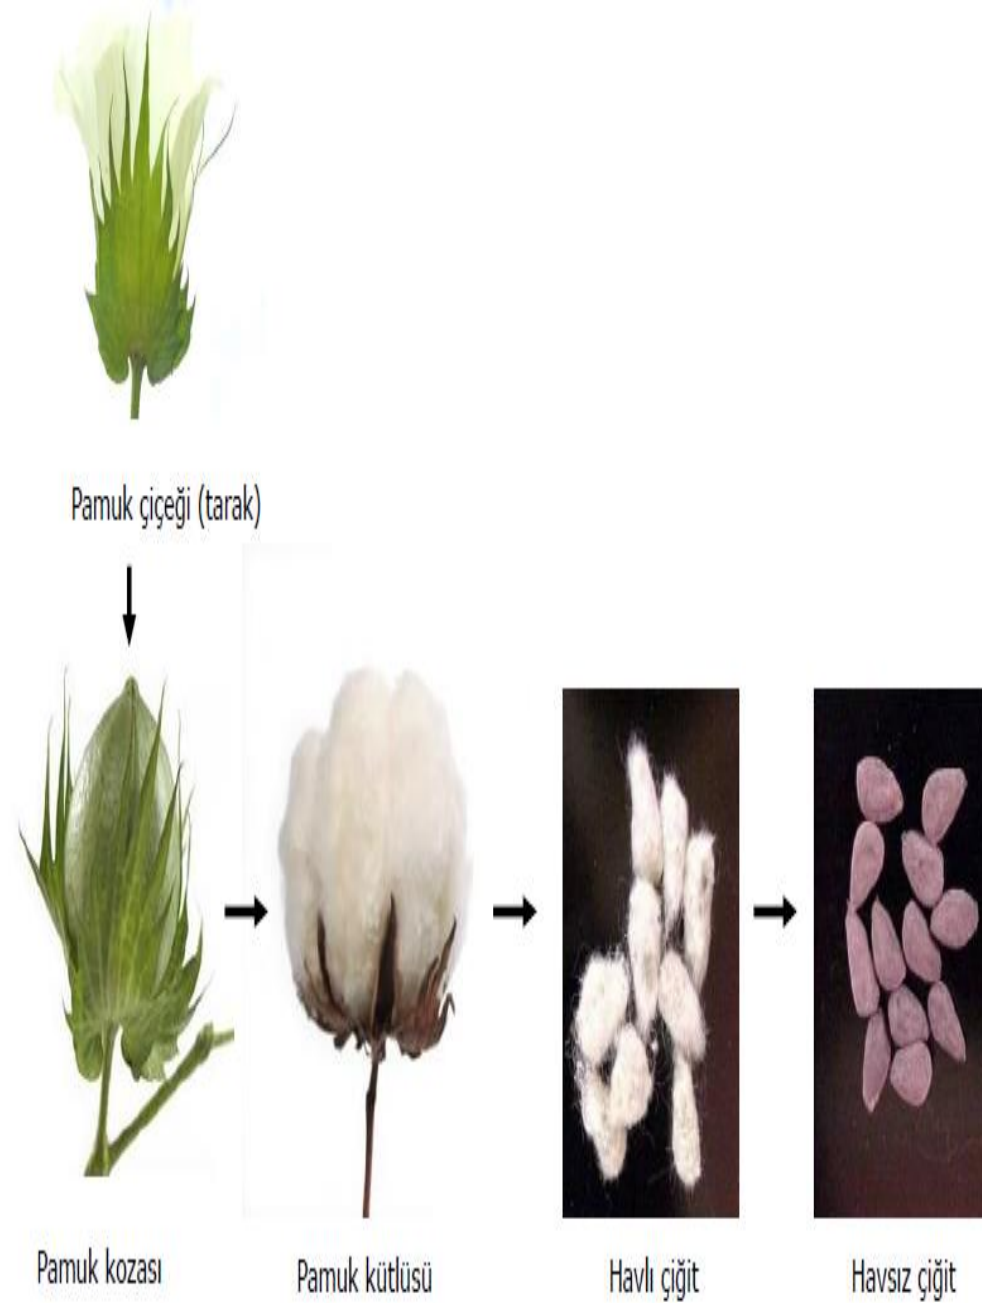 Pamuk çiçeği (tarak)
Pamuk kozası
Pamuk kütlüsü
Havlı çiğit
Havsız çiğit